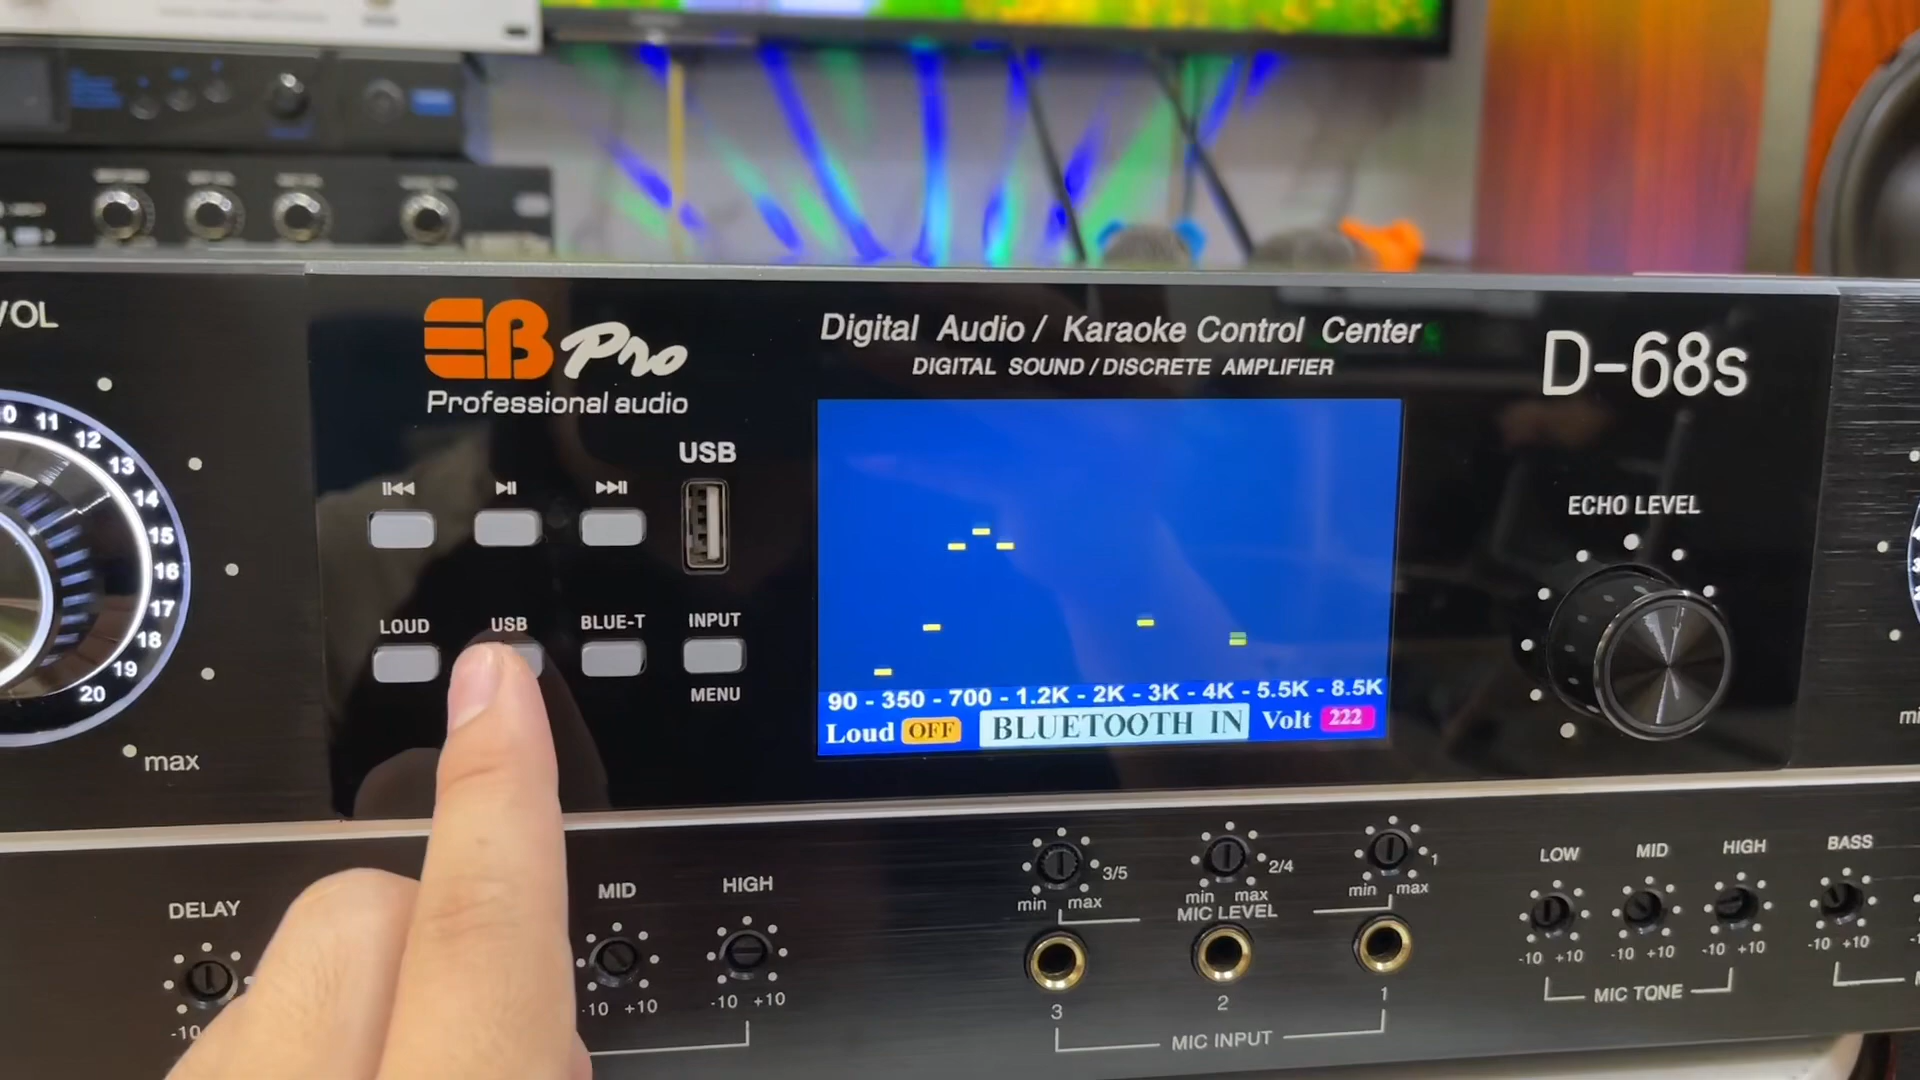 VOL
11
12
13
14
15
16
17
18
19
20
max
EB Pro
Professional audio
USB
LOUD
USB
BLUE-T
INPUT
MENU
Digital Audio / Karaoke Control Center
DIGITAL SOUND / DISCRETE AMPLIFIER
D-68s
90 - 350 - 700 - 1.2K - 2K - 3K - 4K - 5.5K - 8.5K
Loud OFF BLUETOOTH IN Volt 222
ECHO LEVEL
DELAY
-10
MID
-10 +10
HIGH
-10 +10
3/5
min max
2/4
min max
1
min max
MIC LEVEL
3
2
1
MIC INPUT
LOW
-10 +10
MID
-10 +10
HIGH
-10 +10
MIC TONE
BASS
-10 +10